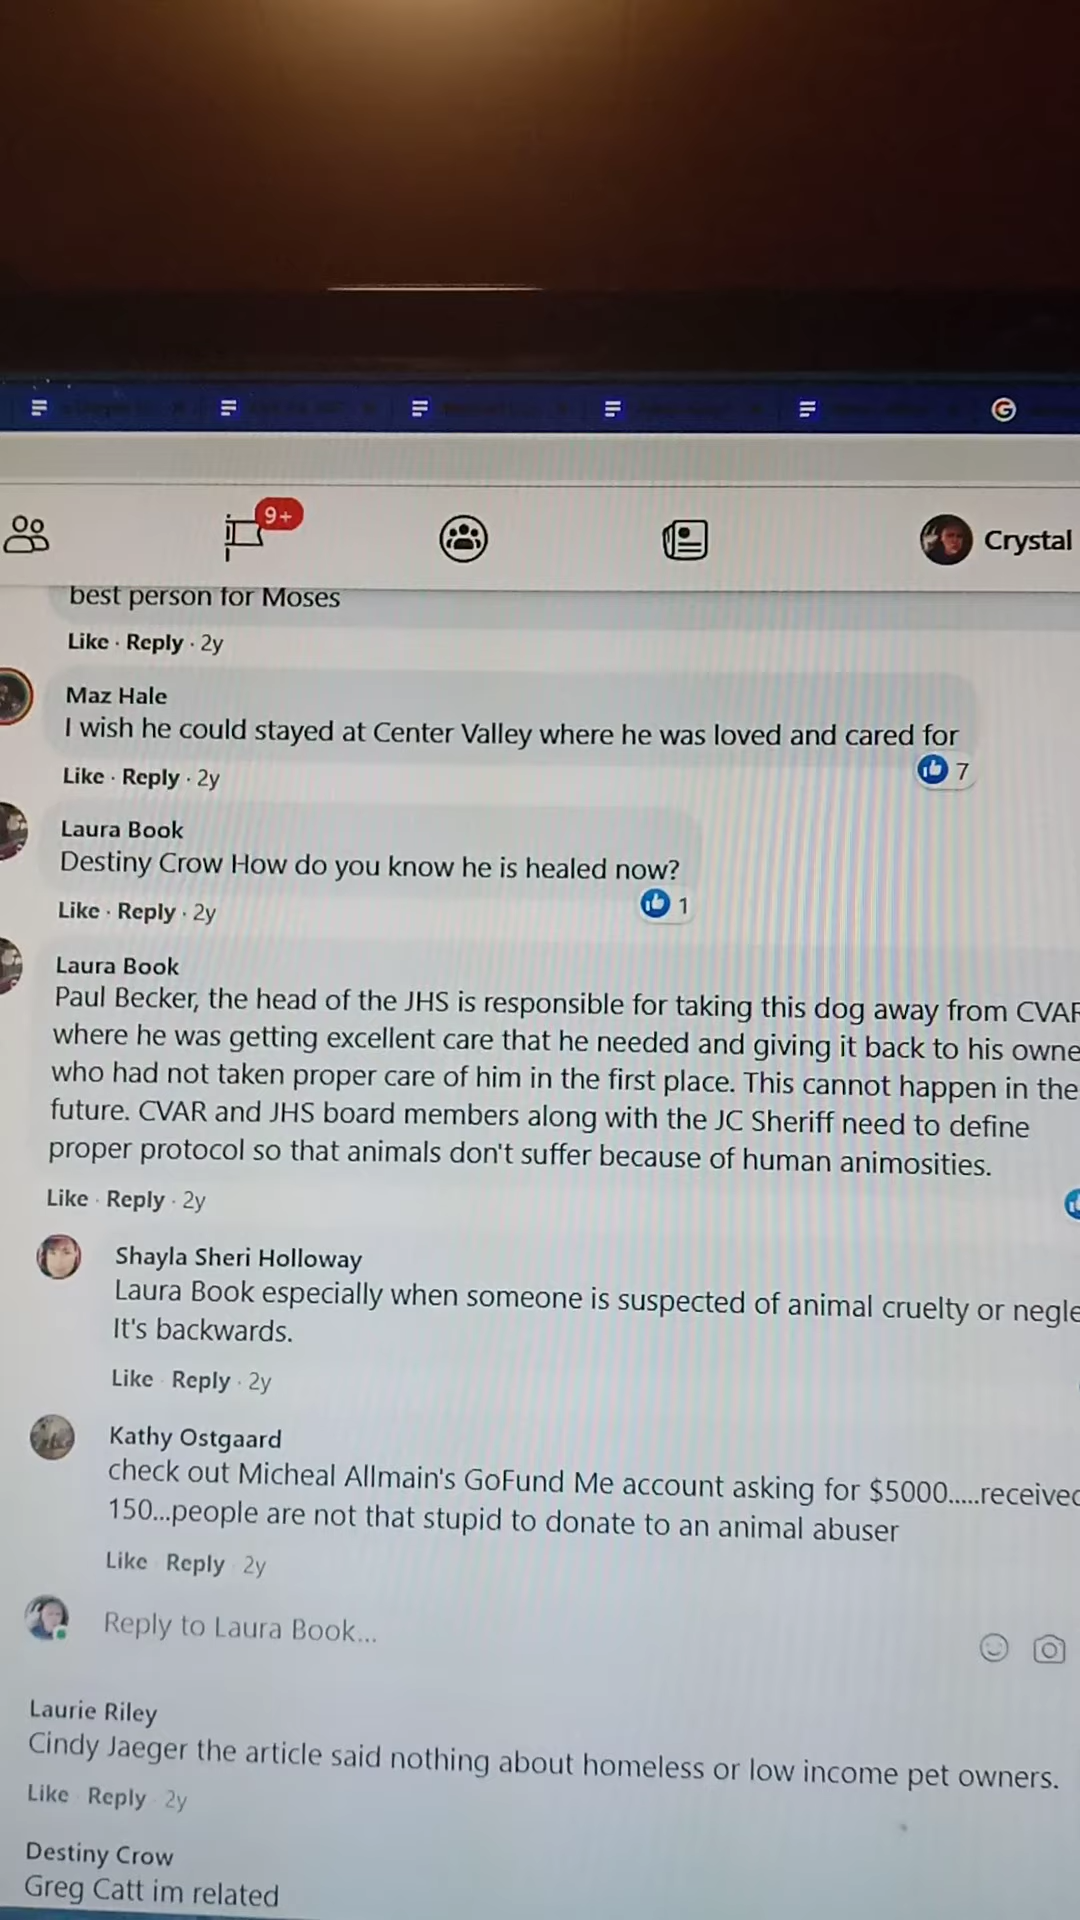 9+
Crystal
best person for Moses
Like · Reply · 2y
Maz Hale
I wish he could stayed at Center Valley where he was loved and cared for
7
Like · Reply · 2y
Laura Book
Destiny Crow How do you know he is healed now?
1
Like · Reply · 2y
Laura Book
Paul Becker, the head of the JHS is responsible for taking this dog away from CVAR
where he was getting excellent care that he needed and giving it back to his owne
who had not taken proper care of him in the first place. This cannot happen in the
future. CVAR and JHS board members along with the JC Sheriff need to define
proper protocol so that animals don't suffer because of human animosities.
Like · Reply · 2y
Shayla Sheri Holloway
Laura Book especially when someone is suspected of animal cruelty or negle
It's backwards.
Like · Reply · 2y
Kathy Ostgaard
check out Micheal Allmain's GoFund Me account asking for $5000.....received
150...people are not that stupid to donate to an animal abuser
Like Reply 2y
Reply to Laura Book...
Laurie Riley
Cindy Jaeger the article said nothing about homeless or low income pet owners.
Like Reply 2y
Destiny Crow
Greg Catt im related